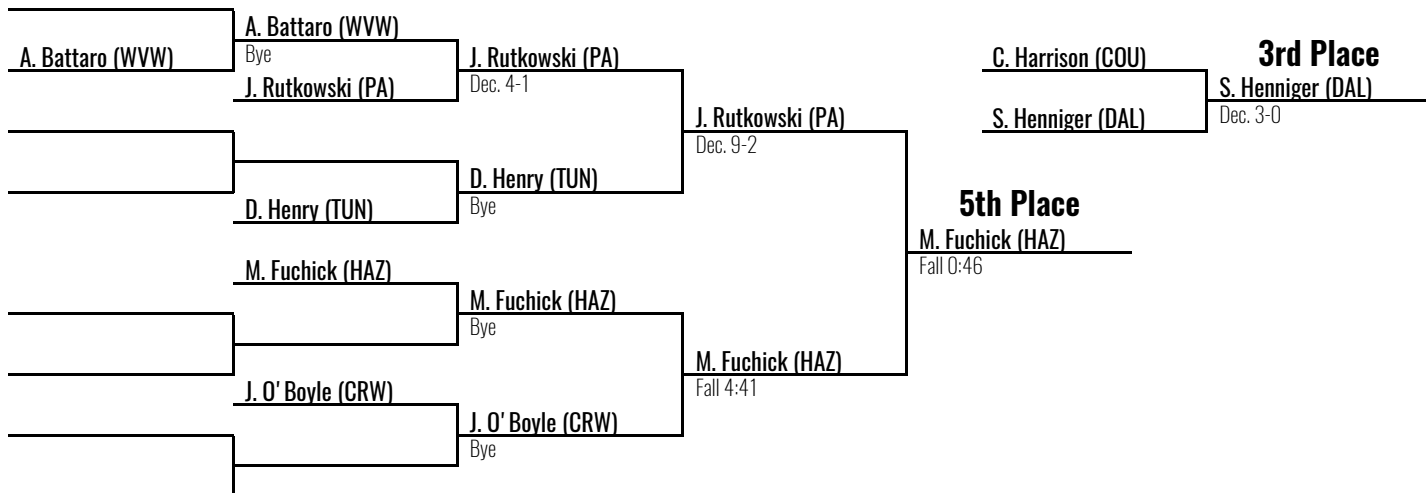 A. Battaro (WVW)
A. Battaro (WVW)
Bye
J. Rutkowski (PA)
J. Rutkowski (PA)
Dec. 4-1
D. Henry (TUN)
D. Henry (TUN)
Bye
J. Rutkowski (PA)
Dec. 9-2
M. Fuchick (HAZ)
M. Fuchick (HAZ)
Bye
J. O' Boyle (CRW)
J. O' Boyle (CRW)
Bye
M. Fuchick (HAZ)
Fall 4:41
5th Place
M. Fuchick (HAZ)
Fall 0:46
C. Harrison (COU)
S. Henniger (DAL)
3rd Place
S. Henniger (DAL)
Dec. 3-0